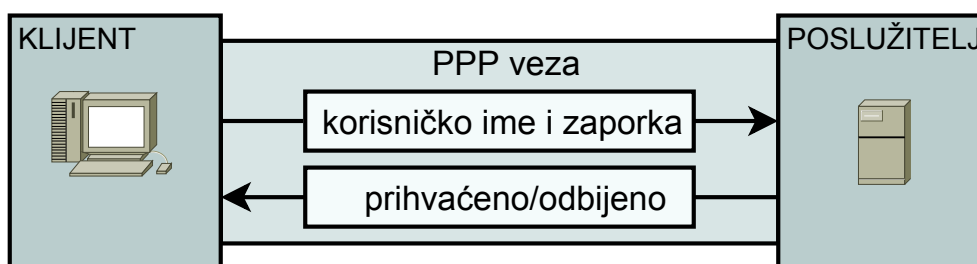 KLIJENT
POSLUŽITELJ
PPP veza
korisničko ime i zaporka
prihvaćeno/odbijeno